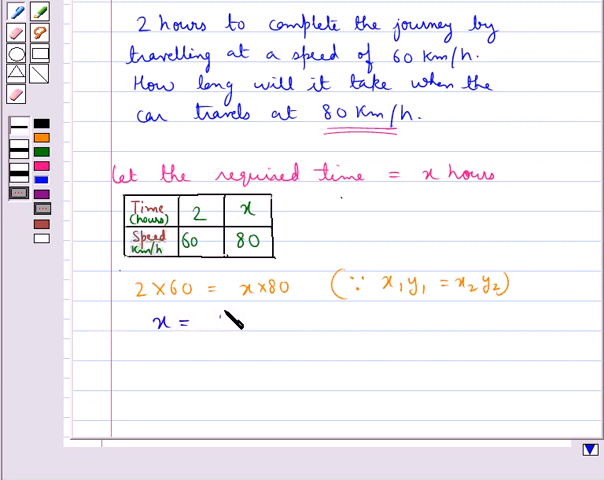 2 hours to complete the journey by
travelling at a speed of 60 Km/h.
How long will it take when the
car travels at 80 Km/h.
Let the required time = x hours
Time (hours) 2 x
Speed Km/h 60 80
2 × 60 = x × 80 (∵ x₁y₁ = x₂y₂)
x =